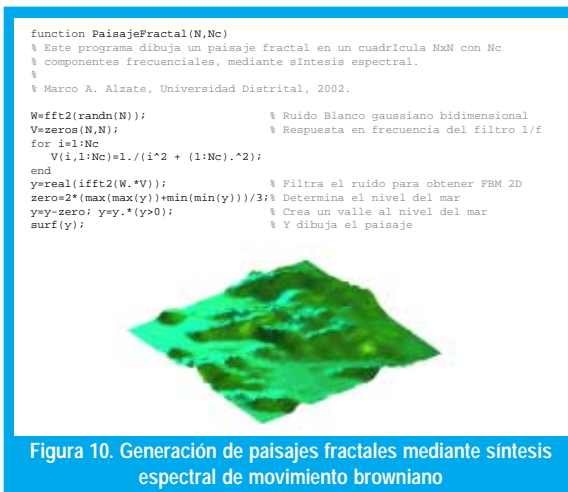 function PaisajeFractal(N,Nc)
% Este programa dibuja un paisaje fractal en un cuadrIcula NxN con Nc
% componentes frecuenciales, mediante sIntesis espectral.
%
% Marco A. Alzate, Universidad Distrital, 2002.
W=fft2(randn(N)); % Ruido Blanco gaussiano bidimensional
V=zeros(N,N); % Respuesta en frecuencia del filtro 1/f
for i=1:Nc
V(i,1:Nc)=1./(i^2 + (1:Nc).^2);
end
y=real(ifft2(W.*V)); % Filtra el ruido para obtener FBM 2D
zero=2*(max(max(y))+min(min(y)))/3;% Determina el nivel del mar
y=y-zero; y=y.*(y>0); % Crea un valle al nivel del mar
surf(y); % Y dibuja el paisaje
Figura 10. Generación de paisajes fractales mediante síntesis
espectral de movimiento browniano